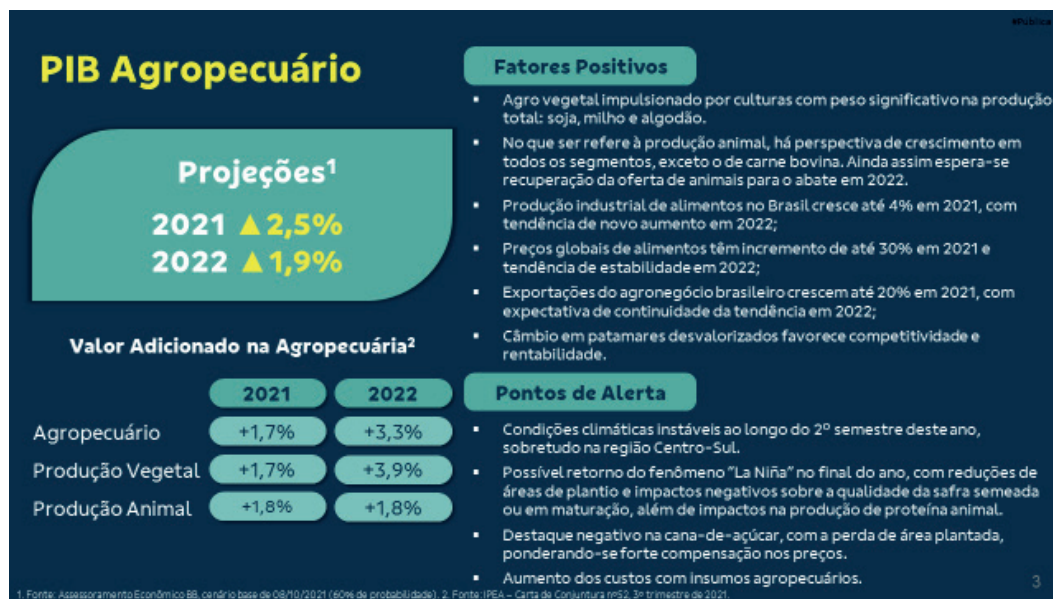 #Pública
PIB Agropecuário
Projeções¹
2021 ▲2,5%
2022 ▲1,9%
Valor Adicionado na Agropecuária²
2021 2022
Agropecuário +1,7% +3,3%
Produção Vegetal +1,7% +3,9%
Produção Animal +1,8% +1,8%
Fatores Positivos
▪ Agro vegetal impulsionado por culturas com peso significativo na produção
total: soja, milho e algodão.
▪ No que ser refere à produção animal, há perspectiva de crescimento em
todos os segmentos, exceto o de carne bovina. Ainda assim espera-se
recuperação da oferta de animais para o abate em 2022.
▪ Produção industrial de alimentos no Brasil cresce até 4% em 2021, com
tendência de novo aumento em 2022;
▪ Preços globais de alimentos têm incremento de até 30% em 2021 e
tendência de estabilidade em 2022;
▪ Exportações do agronegócio brasileiro crescem até 20% em 2021, com
expectativa de continuidade da tendência em 2022;
▪ Câmbio em patamares desvalorizados favorece competitividade e
rentabilidade.
Pontos de Alerta
▪ Condições climáticas instáveis ao longo do 2º semestre deste ano,
sobretudo na região Centro-Sul.
▪ Possível retorno do fenômeno "La Niña" no final do ano, com reduções de
áreas de plantio e impactos negativos sobre a qualidade da safra semeada
ou em maturação, além de impactos na produção de proteína animal.
▪ Destaque negativo na cana-de-açúcar, com a perda de área plantada,
ponderando-se forte compensação nos preços.
▪ Aumento dos custos com insumos agropecuários.
3
1. Fonte: Assessoramento Econômico BB, cenário base de 08/10/2021 (60% de probabilidade). 2. Fonte: IPEA – Carta de Conjuntura nº52, 3º trimestre de 2021.